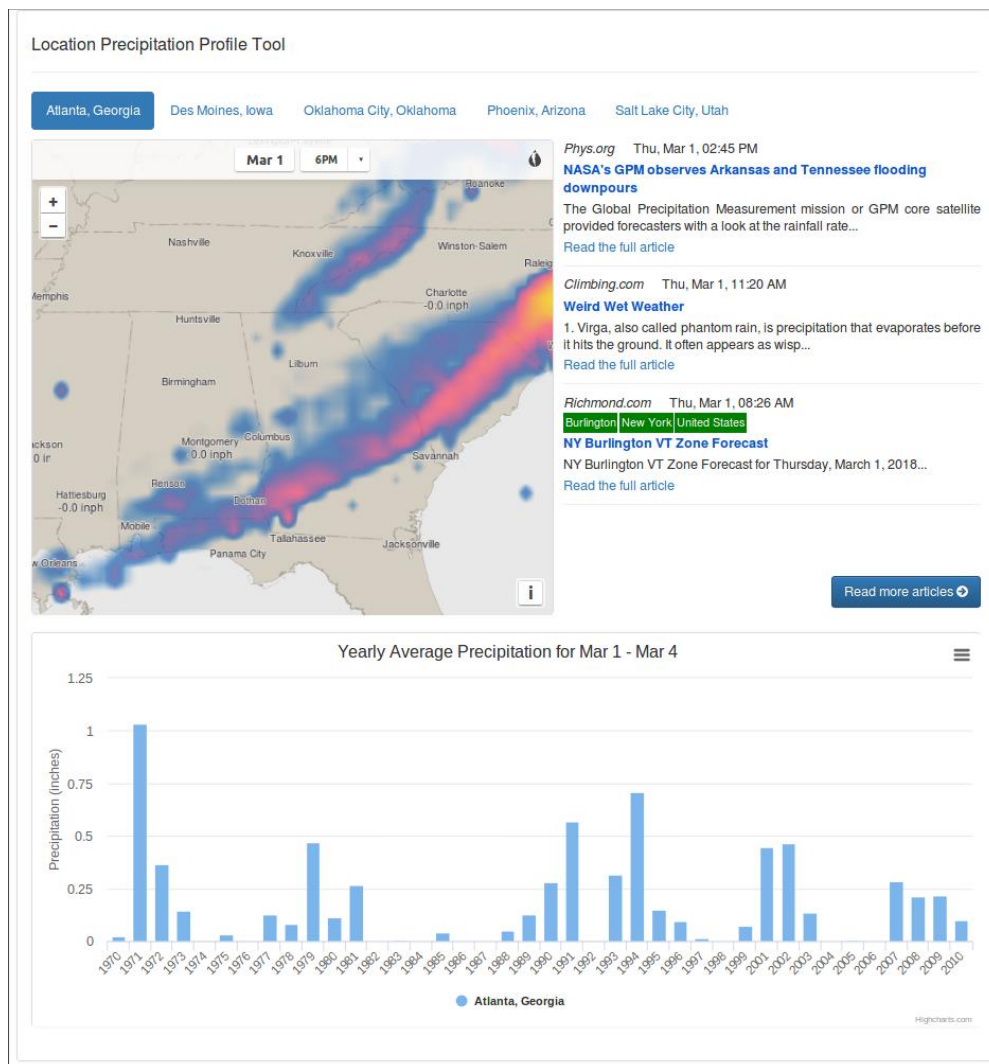 Location Precipitation Profile Tool
Atlanta, Georgia Des Moines, Iowa Oklahoma City, Oklahoma Phoenix, Arizona Salt Lake City, Utah
Mar 1 6PM
+
−
Roanoke
Nashville
Knoxville
Winston-Salem
Raleig
Memphis
Charlotte
-0.0 inph
Huntsville
Lilburn
Birmingham
Montgomery
0.0 inph
Columbus
ckson
0 ir
Savannah
Renson
Hattiesburg
-0.0 inph
Dothan
Mobile
Tallahassee
Jacksonville
Panama City
w Orleans
i
Phys.org Thu, Mar 1, 02:45 PM
NASA's GPM observes Arkansas and Tennessee flooding
downpours
The Global Precipitation Measurement mission or GPM core satellite
provided forecasters with a look at the rainfall rate...
Read the full article
Climbing.com Thu, Mar 1, 11:20 AM
Weird Wet Weather
1. Virga, also called phantom rain, is precipitation that evaporates before
it hits the ground. It often appears as wisp...
Read the full article
Richmond.com Thu, Mar 1, 08:26 AM
Burlington New York United States
NY Burlington VT Zone Forecast
NY Burlington VT Zone Forecast for Thursday, March 1, 2018...
Read the full article
Read more articles
Yearly Average Precipitation for Mar 1 - Mar 4
Precipitation (inches)
1.25
1
0.75
0.5
0.25
0
1970 1971 1972 1973 1974 1975 1976 1977 1978 1979 1980 1981 1982 1983 1984 1985 1986 1987 1988 1989 1990 1991 1992 1993 1994 1995 1996 1997 1998 1999 2001 2002 2003 2004 2005 2006 2007 2008 2009 2010
Atlanta, Georgia
Highcharts.com